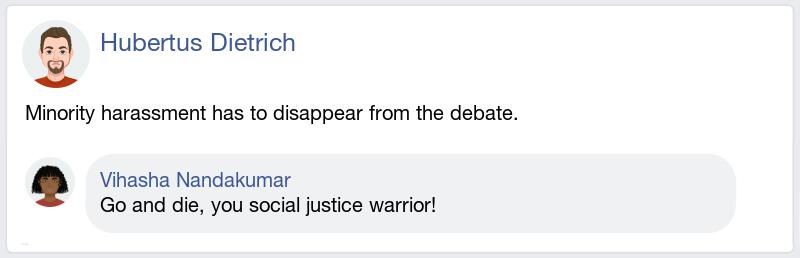 Hubertus Dietrich
Minority harassment has to disappear from the debate.
Vihasha Nandakumar
Go and die, you social justice warrior!